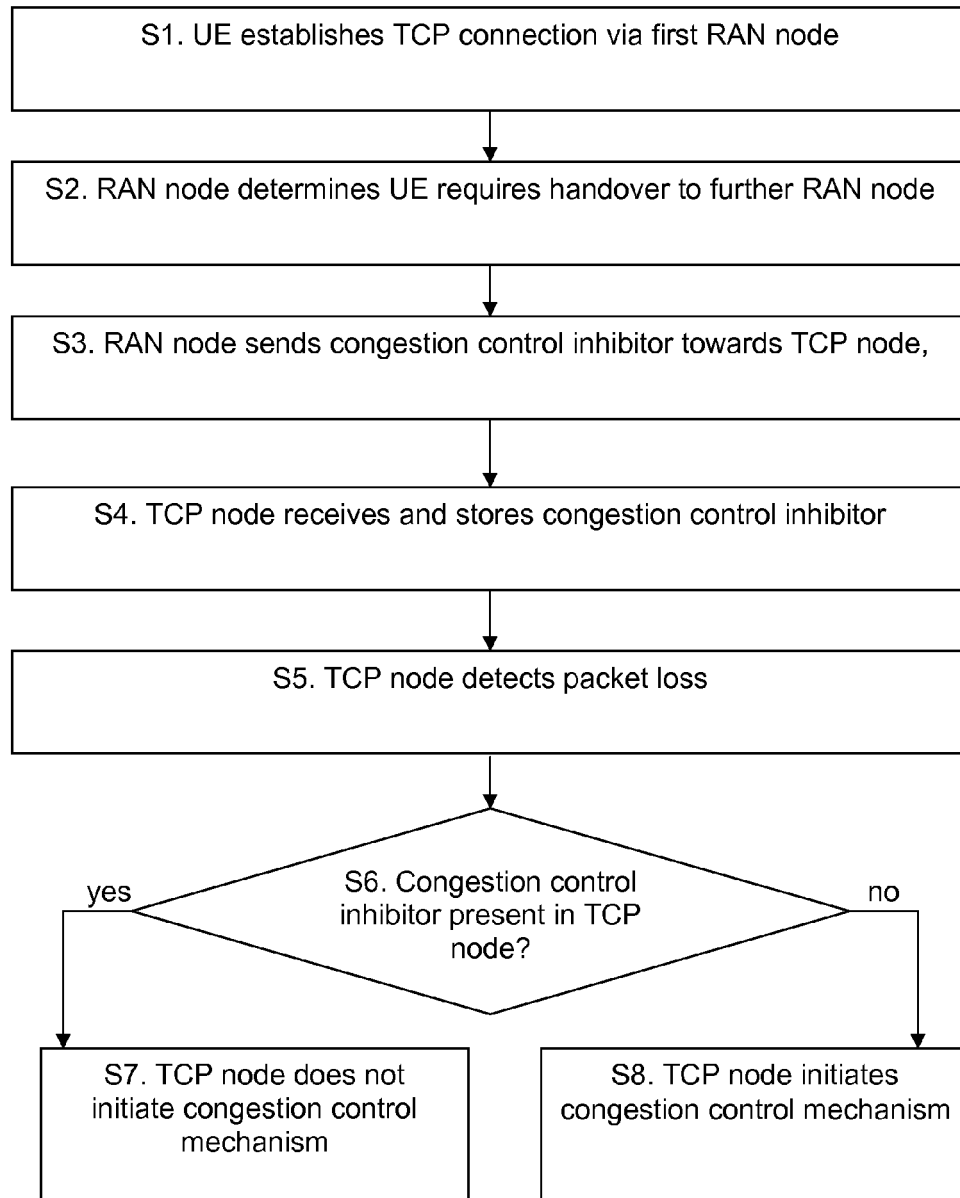 S1. UE establishes TCP connection via first RAN node
S2. RAN node determines UE requires handover to further RAN node
S3. RAN node sends congestion control inhibitor towards TCP node,
S4. TCP node receives and stores congestion control inhibitor
S5. TCP node detects packet loss
S6. Congestion control
inhibitor present in TCP
node?
yes
no
S7. TCP node does not
initiate congestion control
mechanism
S8. TCP node initiates
congestion control mechanism